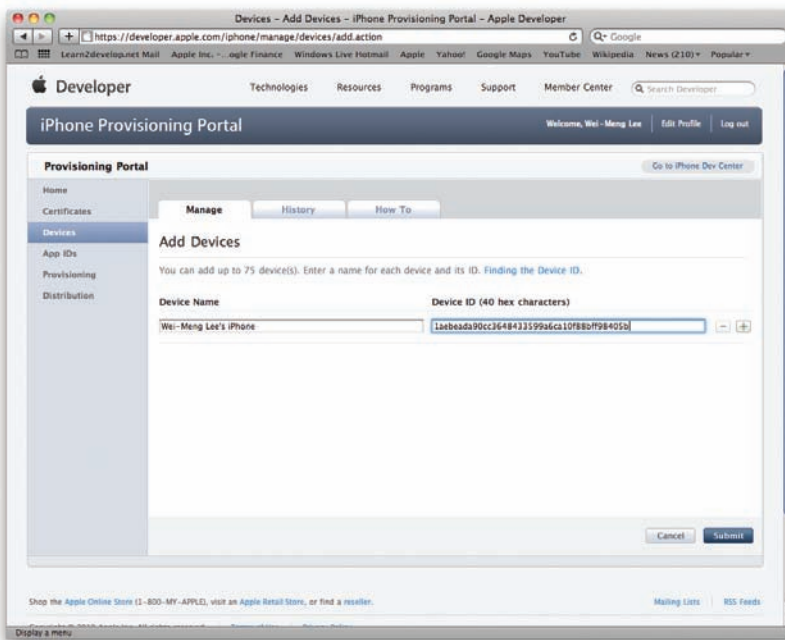 Devices – Add Devices – iPhone Provisioning Portal – Apple Developer
https://developer.apple.com/iphone/manage/devices/add.action
Google
Learn2develop.net Mail Apple Inc. – ...ogle Finance Windows Live Hotmail Apple Yahoo! Google Maps YouTube Wikipedia News (210) Popular
Developer
Technologies Resources Programs Support Member Center Search Developer
iPhone Provisioning Portal
Welcome, Wei-Meng Lee Edit Profile Log out
Provisioning Portal
Go to iPhone Dev Center
Home
Certificates
Devices
App IDs
Provisioning
Distribution
Manage History How To
Add Devices
You can add up to 75 device(s). Enter a name for each device and its ID. Finding the Device ID.
Device Name Device ID (40 hex characters)
Wei-Meng Lee's iPhone 1aebeada90cc3648433599a6ca10f88bff98405b
Cancel Submit
Shop the Apple Online Store (1-800-MY-APPLE), visit an Apple Retail Store, or find a reseller.
Mailing Lists RSS Feeds
Display a menu